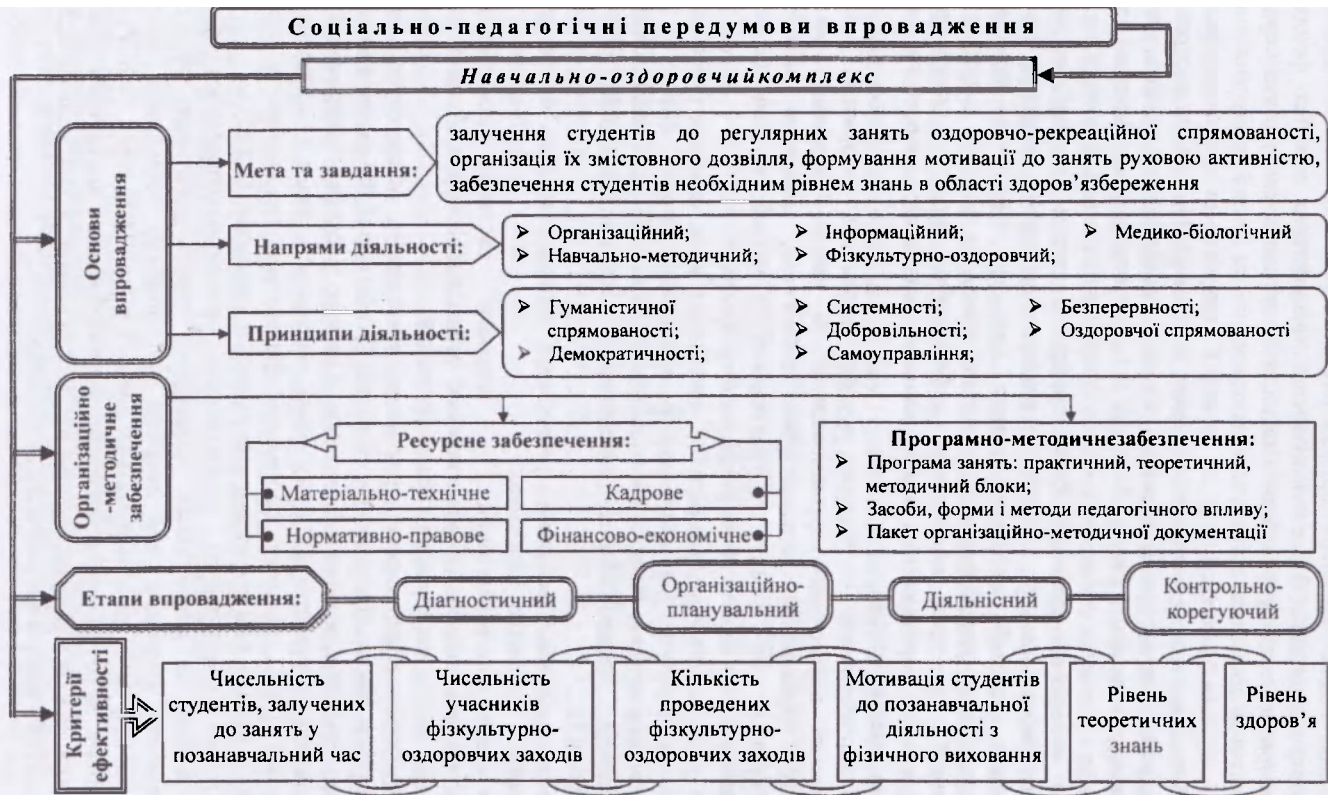 Соціально-педагогічні передумови впровадження
Навчально-оздоровчийкомплекс
Основи
впровадження
Мета та завдання:
залучення студентів до регулярних занять оздоровчо-рекреаційної спрямованості,
організація їх змістовного дозвілля, формування мотивації до занять руховою активністю,
забезпечення студентів необхідним рівнем знань в області здоров’язбереження
Напрями діяльності:
➢ Організаційний;
➢ Навчально-методичний;
➢ Інформаційний;
➢ Фізкультурно-оздоровчий;
➢ Медико-біологічний
Принципи діяльності:
➢ Гуманістичної
спрямованості;
➢ Демократичності;
➢ Системності;
➢ Добровільності;
➢ Самоуправління;
➢ Безперервності;
➢ Оздоровчої спрямованості
Організаційно
-методичне
забезпечення
Ресурсне забезпечення:
Матеріально-технічне
Кадрове
Нормативно-правове
Фінансово-економічне
Програмно-методичнезабезпечення:
➢ Програма занять: практичний, теоретичний,
методичний блоки;
➢ Засоби, форми і методи педагогічного впливу;
➢ Пакет організаційно-методичної документації
Етапи впровадження:
Діагностичний
Організаційно-
планувальний
Діяльнісний
Контрольно-
корегуючий
Критерії
ефективності
Чисельність
студентів, залучених
до занять у
позанавчальний час
Чисельність
учасників
фізкультурно-
оздоровчих заходів
Кількість
проведених
фізкультурно-
оздоровчих заходів
Мотивація студентів
до позанавчальної
діяльності з
фізичного виховання
Рівень
теоретичних
знань
Рівень
здоров’я